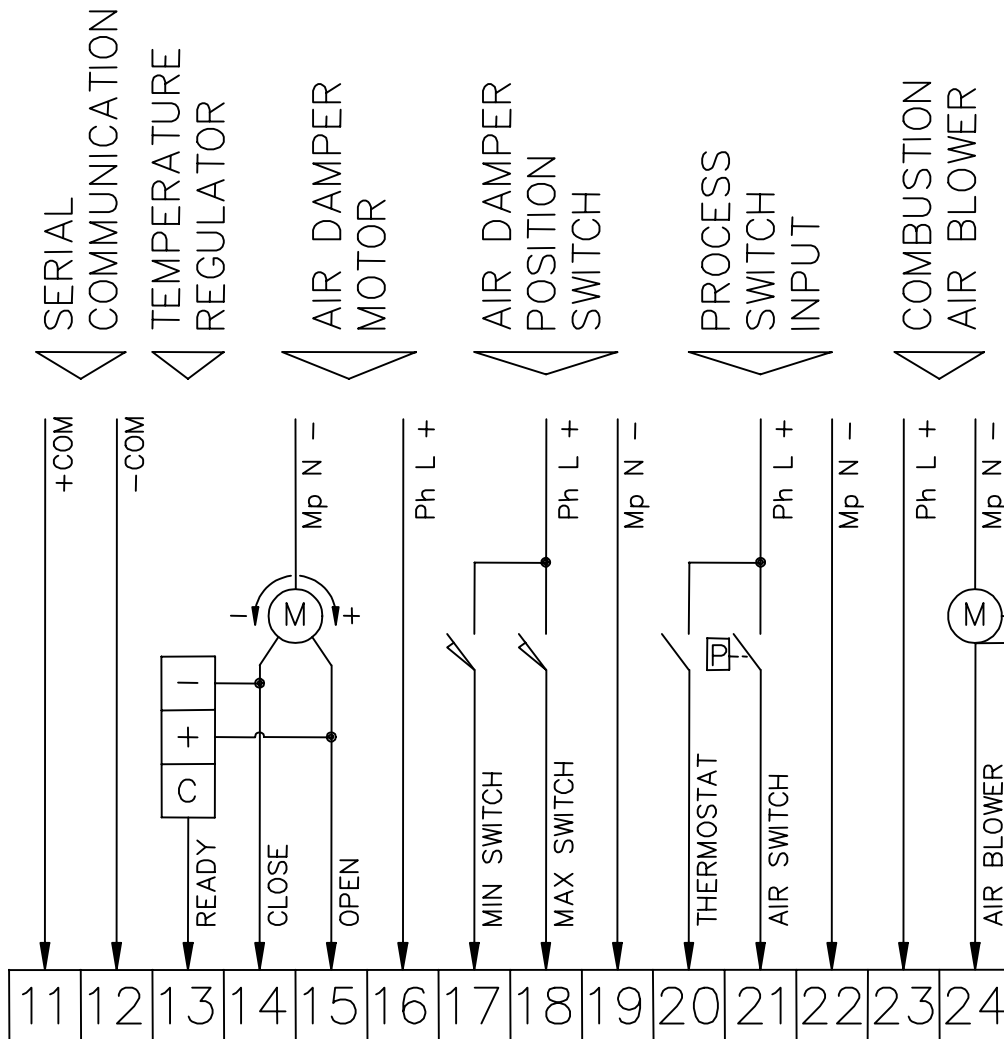 SERIAL
COMMUNICATION
TEMPERATURE
REGULATOR
AIR DAMPER
MOTOR
AIR DAMPER
POSITION
SWITCH
PROCESS
SWITCH
INPUT
COMBUSTION
AIR BLOWER
+COM
-COM
Mp N -
Ph L +
Ph L +
Mp N -
Ph L +
Mp N -
Ph L +
Mp N -
- M +
M
P
-
+
C
READY
CLOSE
OPEN
MIN SWITCH
MAX SWITCH
THERMOSTAT
AIR SWITCH
AIR BLOWER
11 12 13 14 15 16 17 18 19 20 21 22 23 24